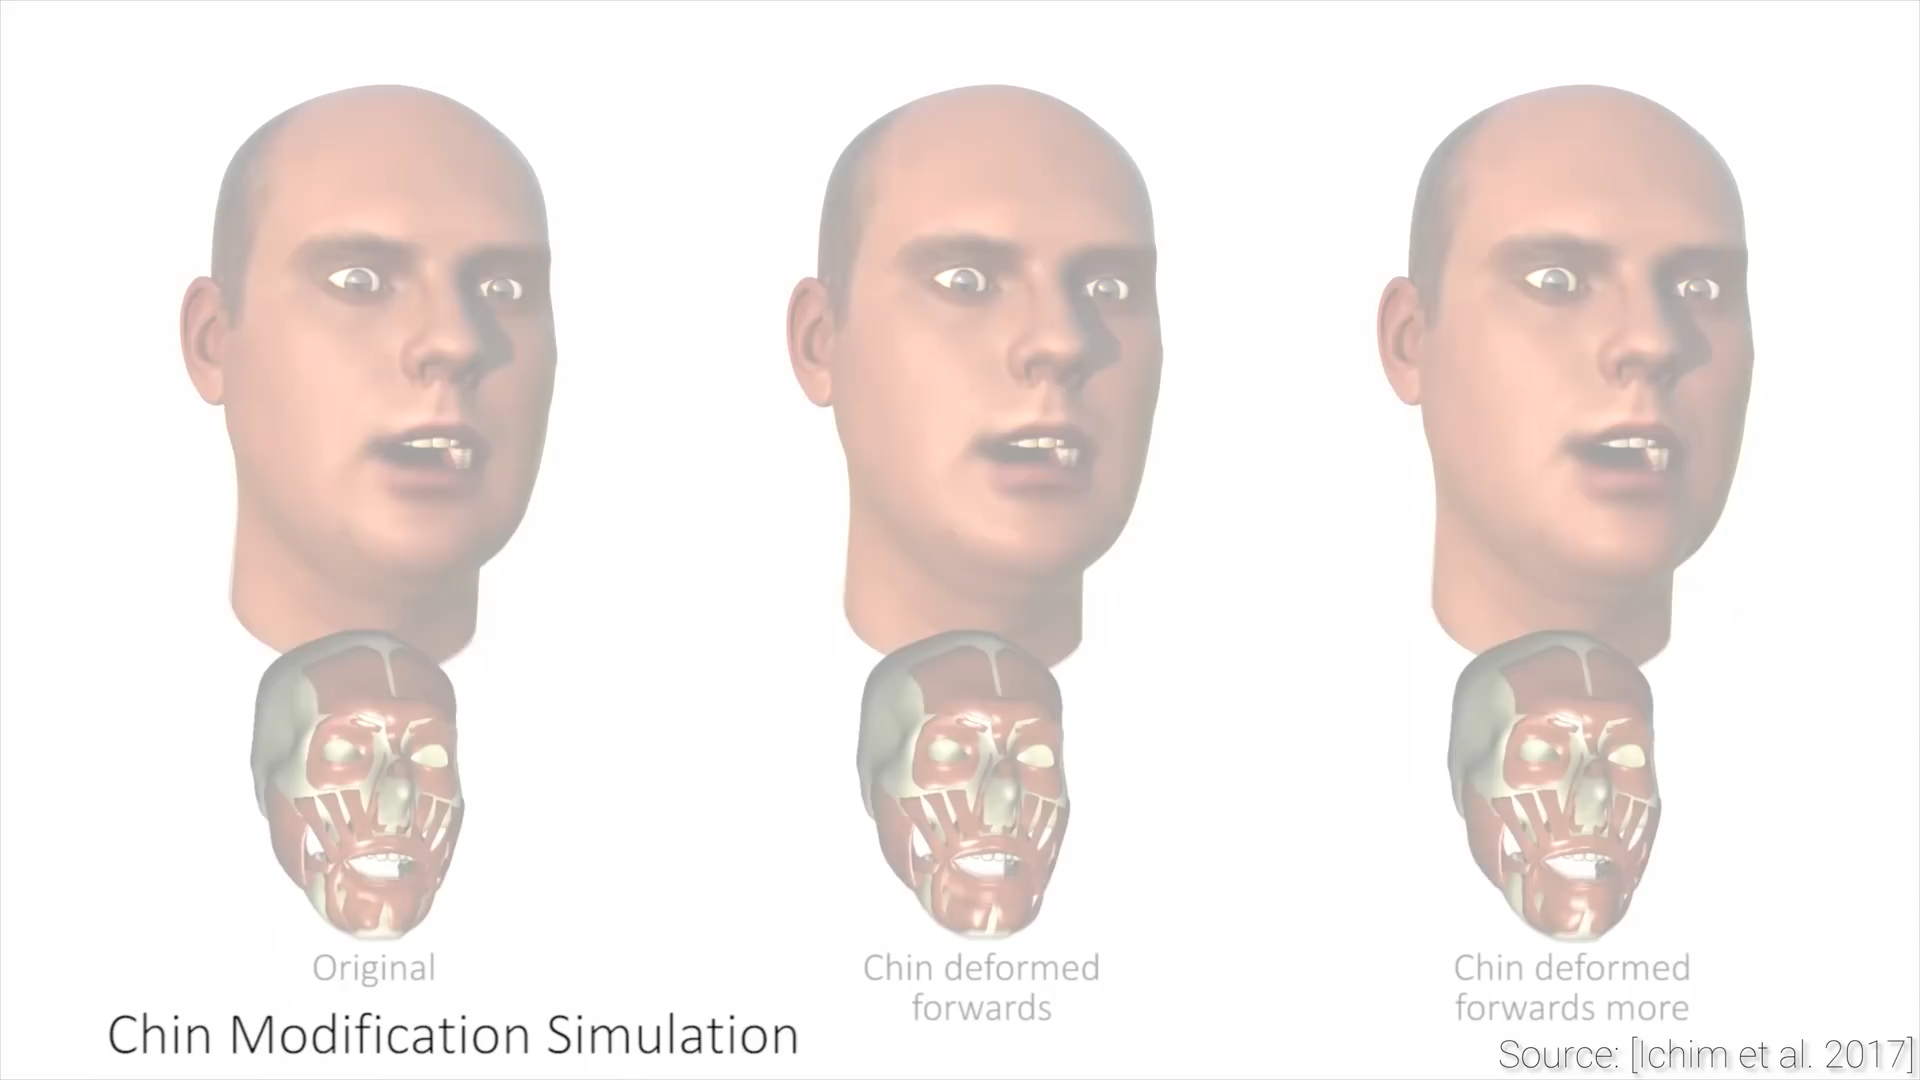 Original
Chin deformed
forwards
Chin deformed
forwards more
Chin Modification Simulation
Source: [Ichim et al. 2017]